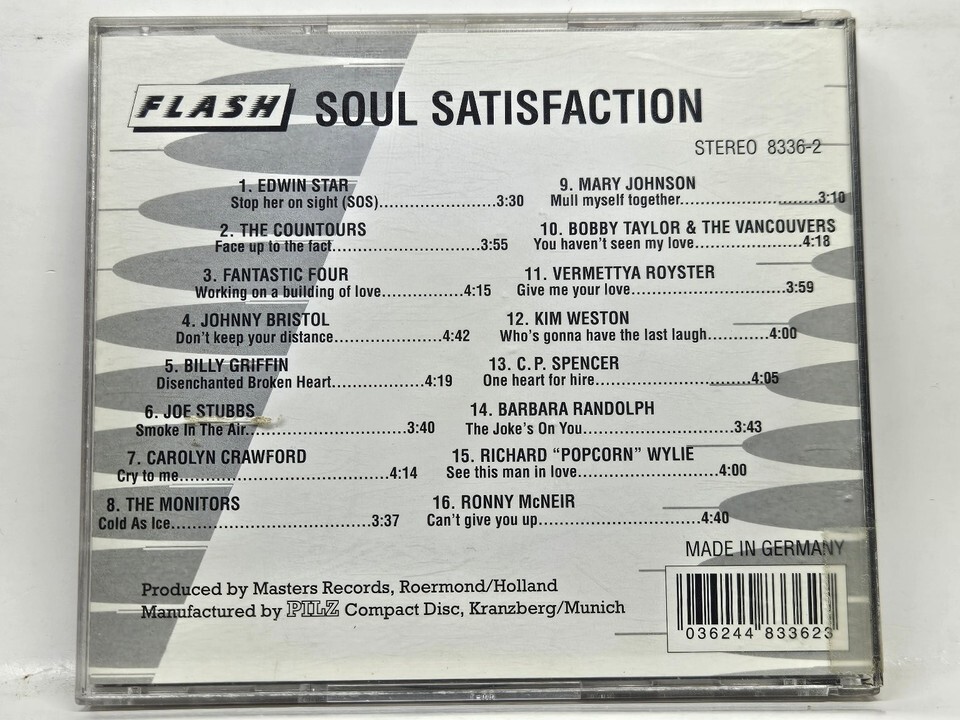 FLASH SOUL SATISFACTION
STEREO 8336-2
1. EDWIN STAR
Stop her on sight (SOS)..................3:30
2. THE COUNTOURS
Face up to the fact.......................3:55
3. FANTASTIC FOUR
Working on a building of love.............4:15
4. JOHNNY BRISTOL
Don't keep your distance..................4:42
5. BILLY GRIFFIN
Disenchanted Broken Heart................4:19
6. JOE STUBBS
Smoke In The Air..........................3:40
7. CAROLYN CRAWFORD
Cry to me.................................4:14
8. THE MONITORS
Cold As Ice...............................3:37
9. MARY JOHNSON
Mull myself together......................3:10
10. BOBBY TAYLOR & THE VANCOUVERS
You haven't seen my love..................4:18
11. VERMETTYA ROYSTER
Give me your love.........................3:59
12. KIM WESTON
Who's gonna have the last laugh...........4:00
13. C.P. SPENCER
One heart for hire........................4:05
14. BARBARA RANDOLPH
The Joke's On You.........................3:43
15. RICHARD "POPCORN" WYLIE
See this man in love......................4:00
16. RONNY McNEIR
Can't give you up.........................4:40
MADE IN GERMANY
Produced by Masters Records, Roermond/Holland
Manufactured by PILZ Compact Disc, Kranzberg/Munich
036244 833623